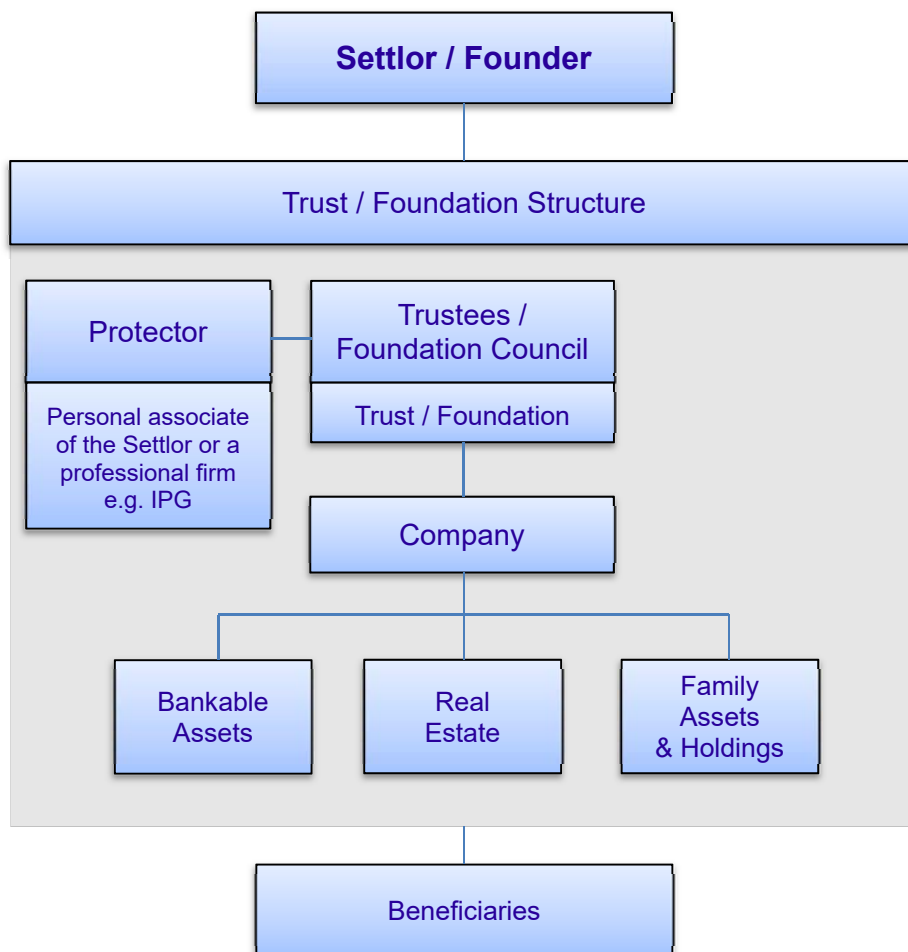 Settlor / Founder
Trust / Foundation Structure
Protector
Trustees /
Foundation Council
Personal associate
of the Settlor or a
professional firm
e.g. IPG
Trust / Foundation
Company
Bankable
Assets
Real
Estate
Family
Assets
& Holdings
Beneficiaries